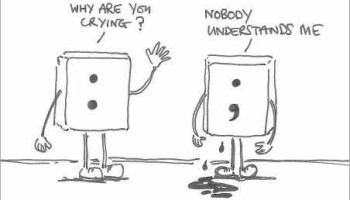 WHY ARE YOU
CRYING?
NOBODY
UNDERSTANDS ME
:
;